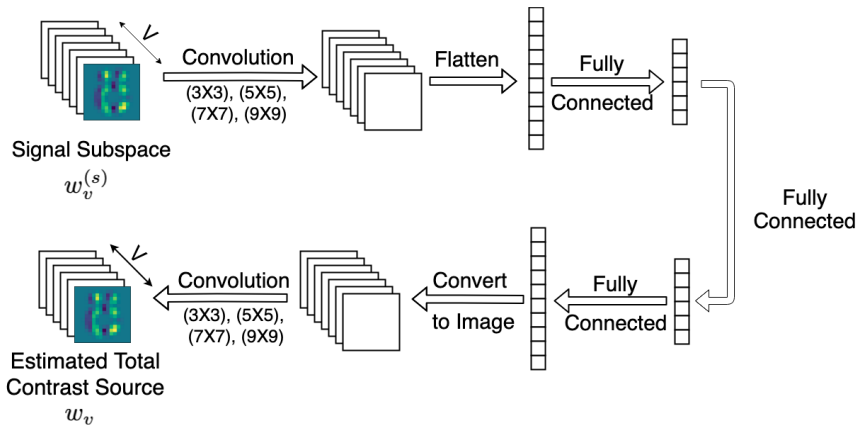 V
Convolution
(3X3), (5X5),
(7X7), (9X9)
Flatten
Fully
Connected
Signal Subspace
w_v^{(s)}
Fully
Connected
V
Convolution
(3X3), (5X5),
(7X7), (9X9)
Convert
to Image
Fully
Connected
Estimated Total
Contrast Source
w_v